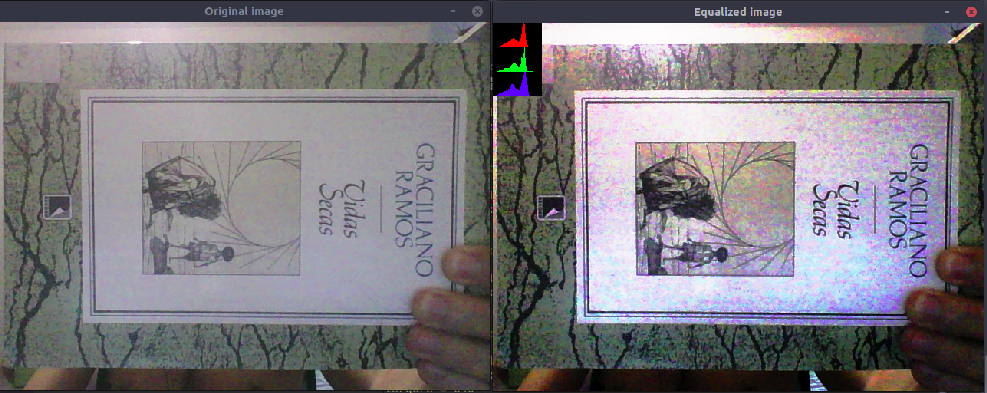 Original image
GRACILIANO
RAMOS
Vidas
Secas
Equalized image
GRACILIANO
RAMOS
Vidas
Secas